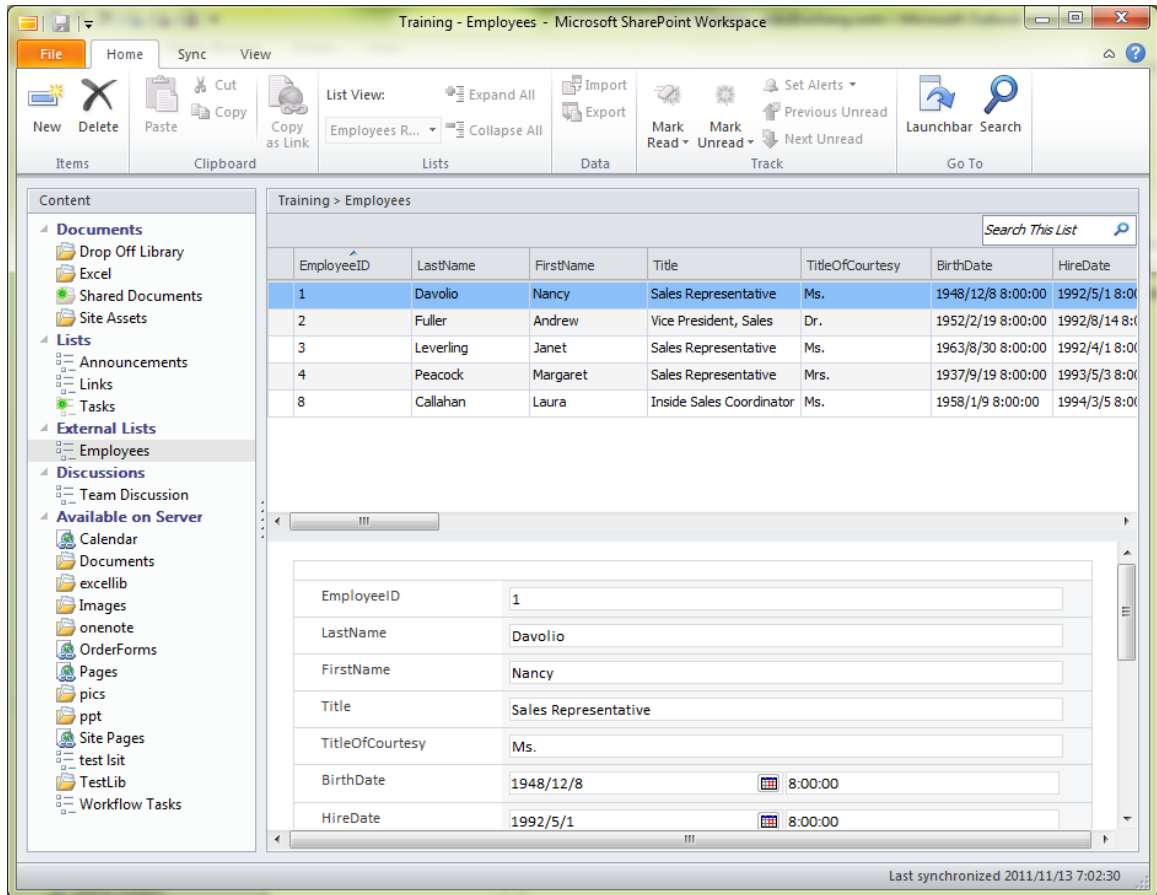 Training - Employees - Microsoft SharePoint Workspace
File Home Sync View
New Delete Paste Cut Copy Copy as Link
List View: Employees R... Expand All Collapse All
Import Export
Mark Read Mark Unread Set Alerts Previous Unread Next Unread
Launchbar Search
Items Clipboard Lists Data Track Go To
Content
Documents
Drop Off Library
Excel
Shared Documents
Site Assets
Lists
Announcements
Links
Tasks
External Lists
Employees
Discussions
Team Discussion
Available on Server
Calendar
Documents
excellib
Images
onenote
OrderForms
Pages
pics
ppt
Site Pages
test lsit
TestLib
Workflow Tasks
Training > Employees
Search This List
EmployeeID LastName FirstName Title TitleOfCourtesy BirthDate HireDate
1 Davolio Nancy Sales Representative Ms. 1948/12/8 8:00:00 1992/5/1 8:00
2 Fuller Andrew Vice President, Sales Dr. 1952/2/19 8:00:00 1992/8/14 8:0
3 Leverling Janet Sales Representative Ms. 1963/8/30 8:00:00 1992/4/1 8:00
4 Peacock Margaret Sales Representative Mrs. 1937/9/19 8:00:00 1993/5/3 8:00
8 Callahan Laura Inside Sales Coordinator Ms. 1958/1/9 8:00:00 1994/3/5 8:00
EmployeeID 1
LastName Davolio
FirstName Nancy
Title Sales Representative
TitleOfCourtesy Ms.
BirthDate 1948/12/8 8:00:00
HireDate 1992/5/1 8:00:00
Last synchronized 2011/11/13 7:02:30